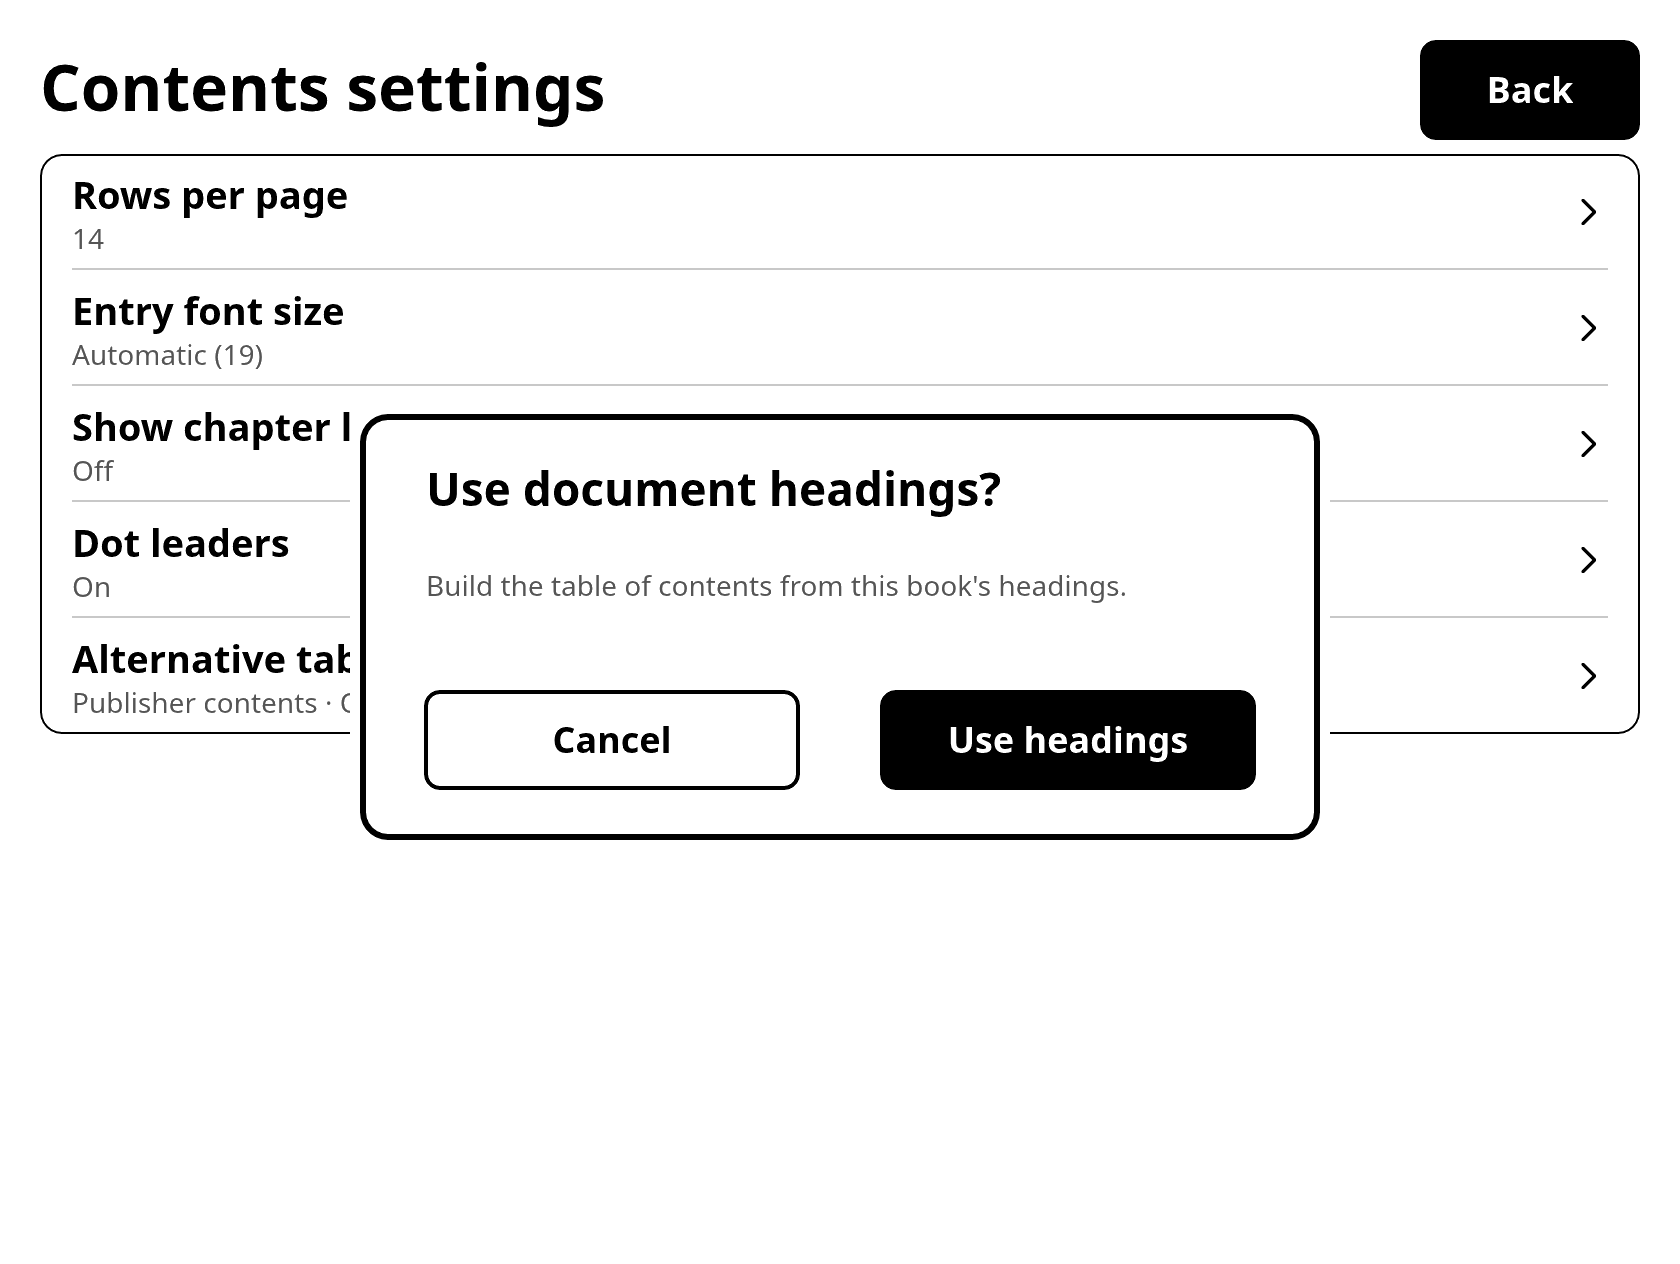 Contents settings
Back
Rows per page
14
Entry font size
Automatic (19)
Show chapter
Off
Dot leaders
On
Alternative
Publisher contents ·
Use document headings?
Build the table of contents from this book's headings.
Cancel
Use headings